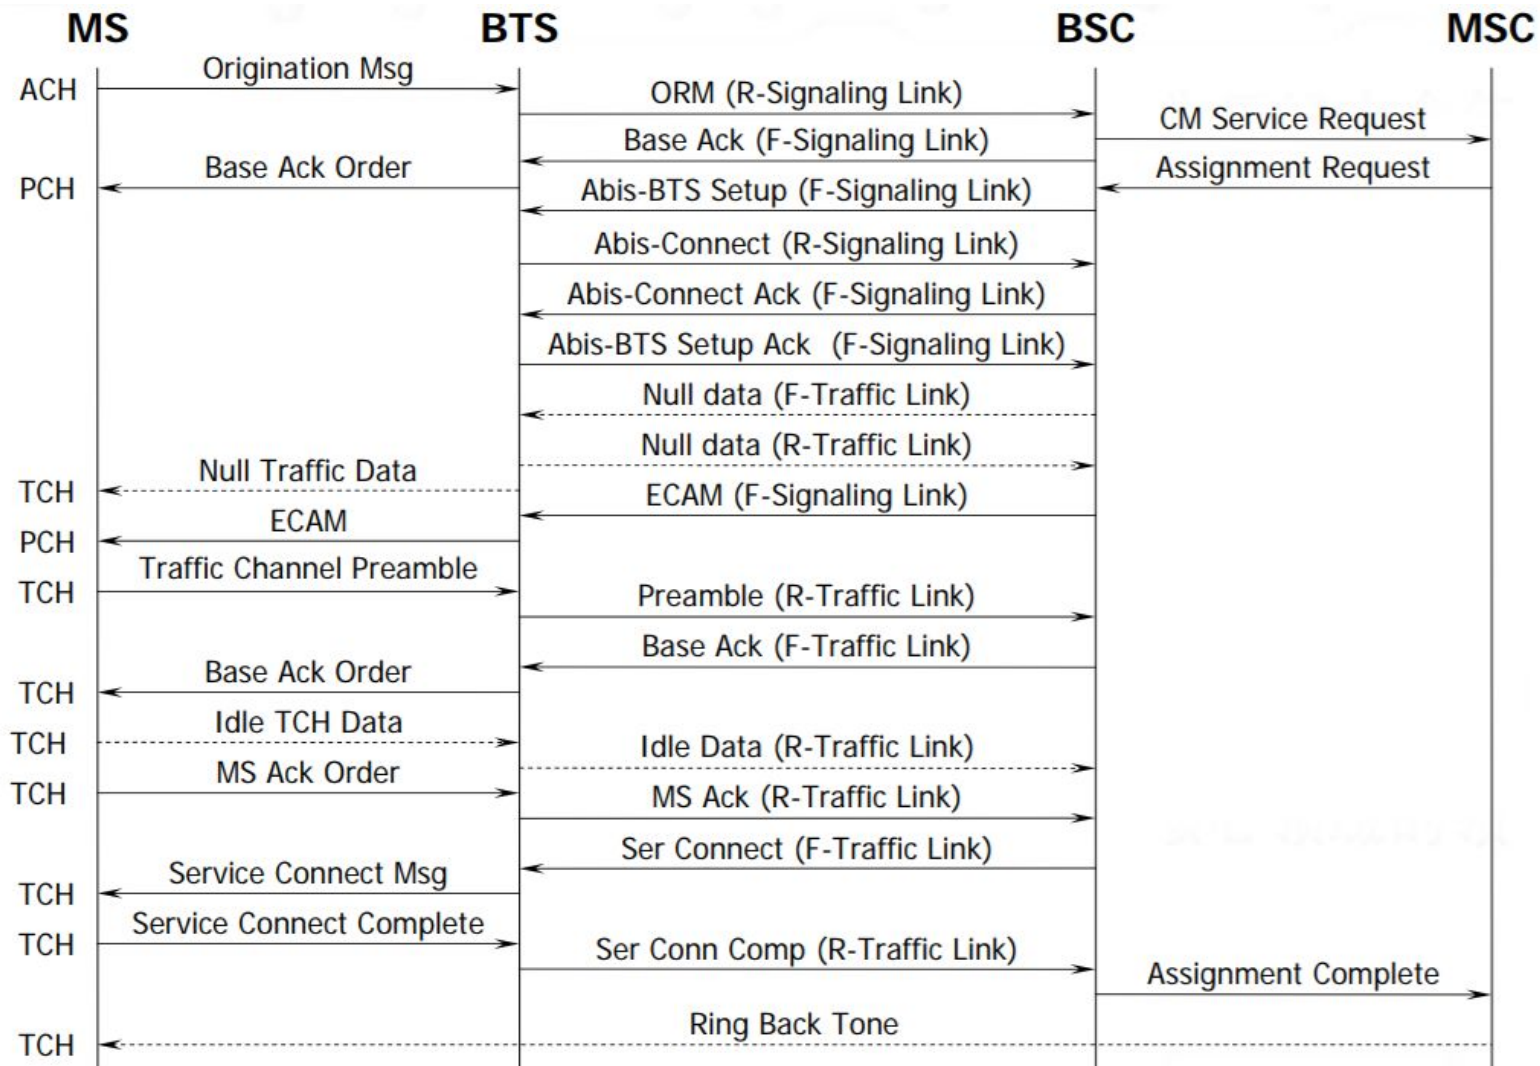 MS BTS BSC MSC
Origination Msg
ACH
ORM (R-Signaling Link)
CM Service Request
Base Ack (F-Signaling Link)
Base Ack Order
Assignment Request
PCH
Abis-BTS Setup (F-Signaling Link)
Abis-Connect (R-Signaling Link)
Abis-Connect Ack (F-Signaling Link)
Abis-BTS Setup Ack (F-Signaling Link)
Null data (F-Traffic Link)
Null data (R-Traffic Link)
Null Traffic Data
TCH
ECAM (F-Signaling Link)
ECAM
PCH
Traffic Channel Preamble
TCH
Preamble (R-Traffic Link)
Base Ack (F-Traffic Link)
Base Ack Order
TCH
Idle TCH Data
TCH
Idle Data (R-Traffic Link)
MS Ack Order
TCH
MS Ack (R-Traffic Link)
Ser Connect (F-Traffic Link)
Service Connect Msg
TCH
Service Connect Complete
TCH
Ser Conn Comp (R-Traffic Link)
Assignment Complete
Ring Back Tone
TCH